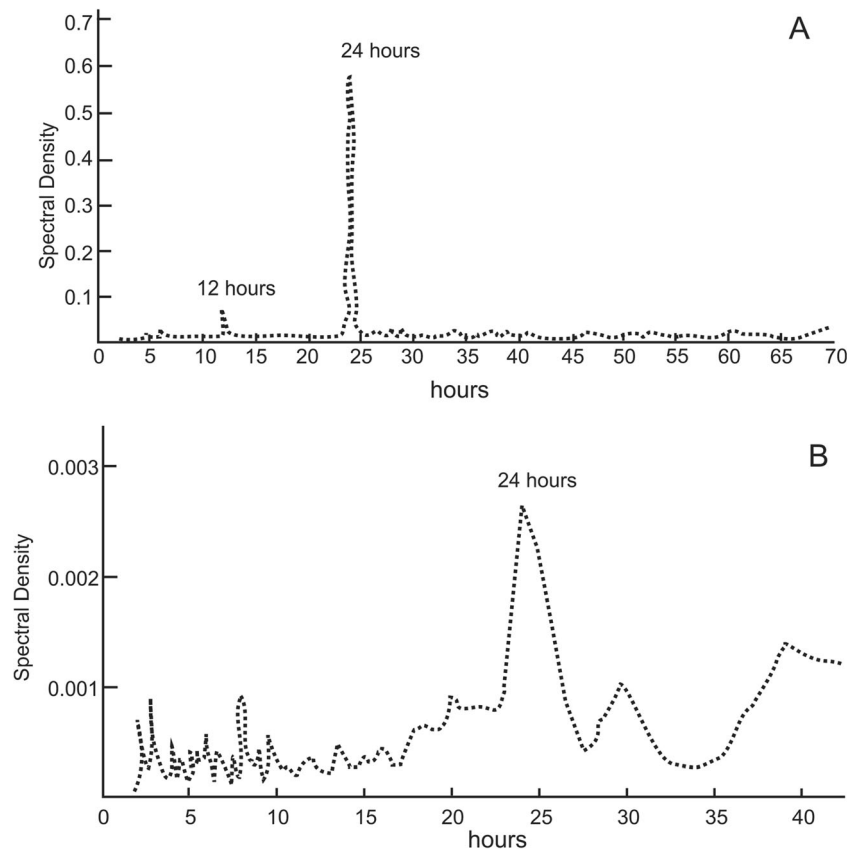 A
0.7
24 hours
0.6
0.5
0.4
0.3
0.2
12 hours
0.1
Spectral Density
0 5 10 15 20 25 30 35 40 45 50 55 60 65 70
hours
B
0.003
24 hours
0.002
0.001
Spectral Density
0 5 10 15 20 25 30 35 40
hours